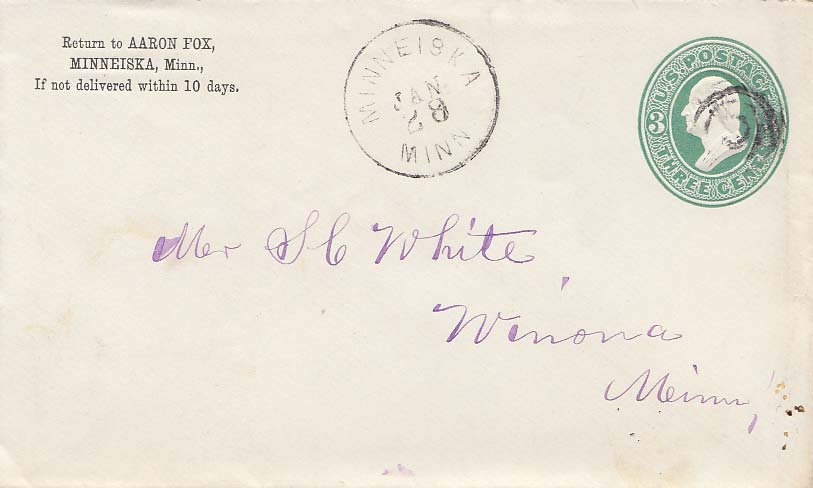 Return to AARON FOX,
MINNEISKA, Minn.,
If not delivered within 10 days.
MINNEISKA
JAN
28
MINN
U.S. POSTAGE
3
THREE CENTS
Mr S C White,
Winona
Minn,